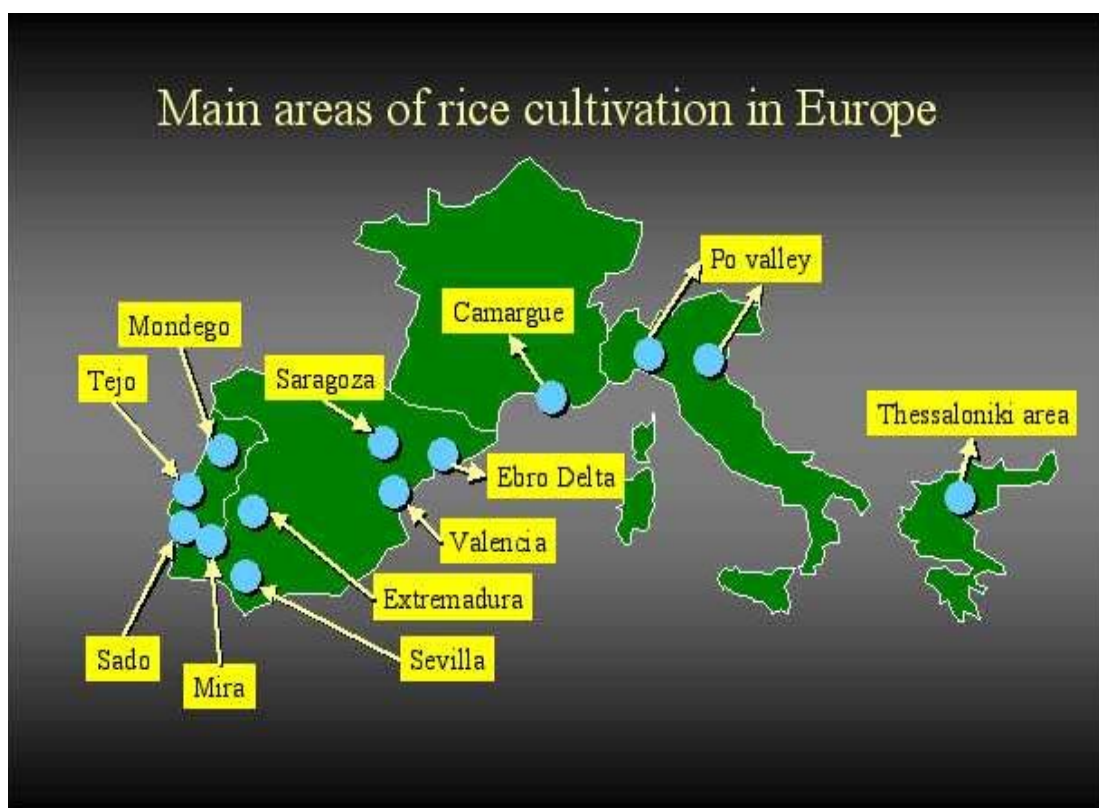 Main areas of rice cultivation in Europe
Po valley
Camargue
Mondego
Tejo
Saragoza
Thessaloniki area
Ebro Delta
Valencia
Extremadura
Sado
Sevilla
Mira